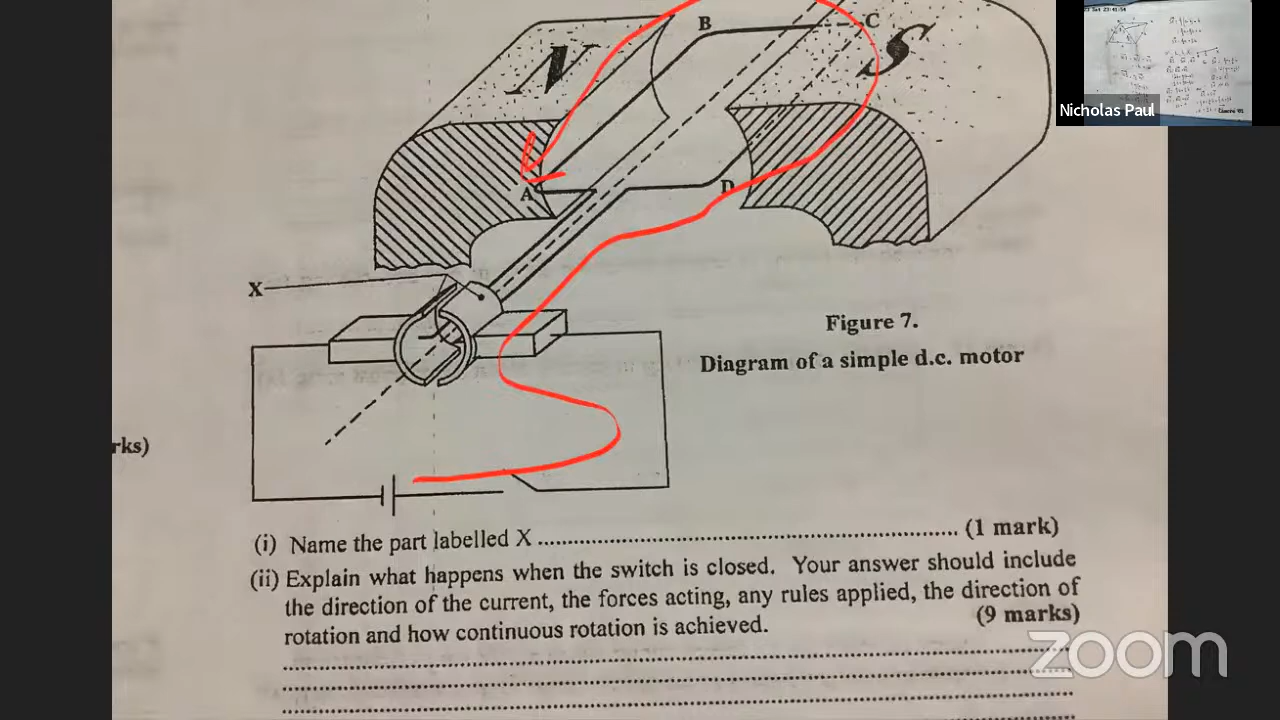 B
C
N
S
Nicholas Paul
A
D
X
Figure 7.
Diagram of a simple d.c. motor
rks)
(i) Name the part labelled X ................ (1 mark)
(ii) Explain what happens when the switch is closed. Your answer should include
the direction of the current, the forces acting, any rules applied, the direction of
rotation and how continuous rotation is achieved. (9 marks)
zoom